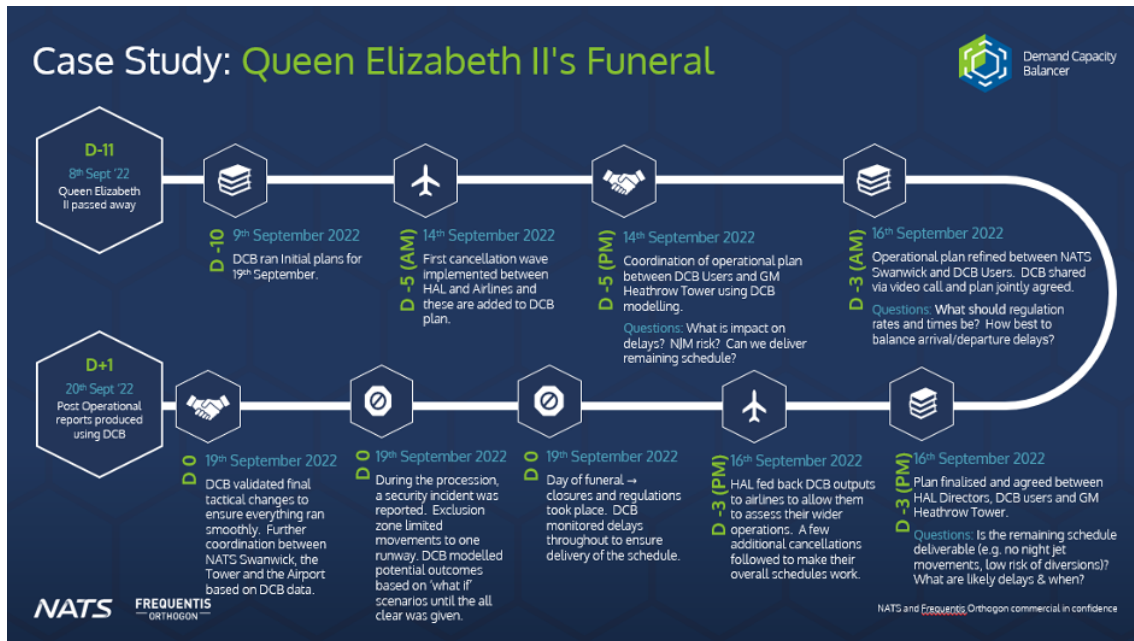 Case Study: Queen Elizabeth II's Funeral
Demand Capacity
Balancer
D-11
8th Sept '22
Queen Elizabeth
II passed away
D -10
9th September 2022
DCB ran Initial plans for
19th September.
D -5 (AM)
14th September 2022
First cancellation wave
implemented between
HAL and Airlines and
these are added to DCB
plan.
D -5 (PM)
14th September 2022
Coordination of operational plan
between DCB Users and GM
Heathrow Tower using DCB
modelling.
Questions: What is impact on
delays? NJM risk? Can we deliver
remaining schedule?
D -3 (AM)
16th September 2022
Operational plan refined between NATS
Swanwick and DCB Users. DCB shared
via video call and plan jointly agreed.
Questions: What should regulation
rates and times be? How best to
balance arrival/departure delays?
D -3 (PM)
16th September 2022
Plan finalised and agreed between
HAL Directors, DCB users and GM
Heathrow Tower.
Questions: Is the remaining schedule
deliverable (e.g. no night jet
movements, low risk of diversions)?
What are likely delays & when?
D -3 (PM)
16th September 2022
HAL fed back DCB outputs
to airlines to allow them
to assess their wider
operations. A few
additional cancellations
followed to make their
overall schedules work.
D 0
19th September 2022
Day of funeral →
closures and regulations
took place. DCB
monitored delays
throughout to ensure
delivery of the schedule.
D 0
19th September 2022
During the procession,
a security incident was
reported. Exclusion
zone limited
movements to one
runway. DCB modelled
potential outcomes
based on 'what if'
scenarios until the all
clear was given.
D 0
19th September 2022
DCB validated final
tactical changes to
ensure everything ran
smoothly. Further
coordination between
NATS Swanwick, the
Tower and the Airport
based on DCB data.
D+1
20th Sept '22
Post Operational
reports produced
using DCB
NATS
FREQUENTIS
ORTHOGON
NATS and Frequentis Orthogon commercial in confidence